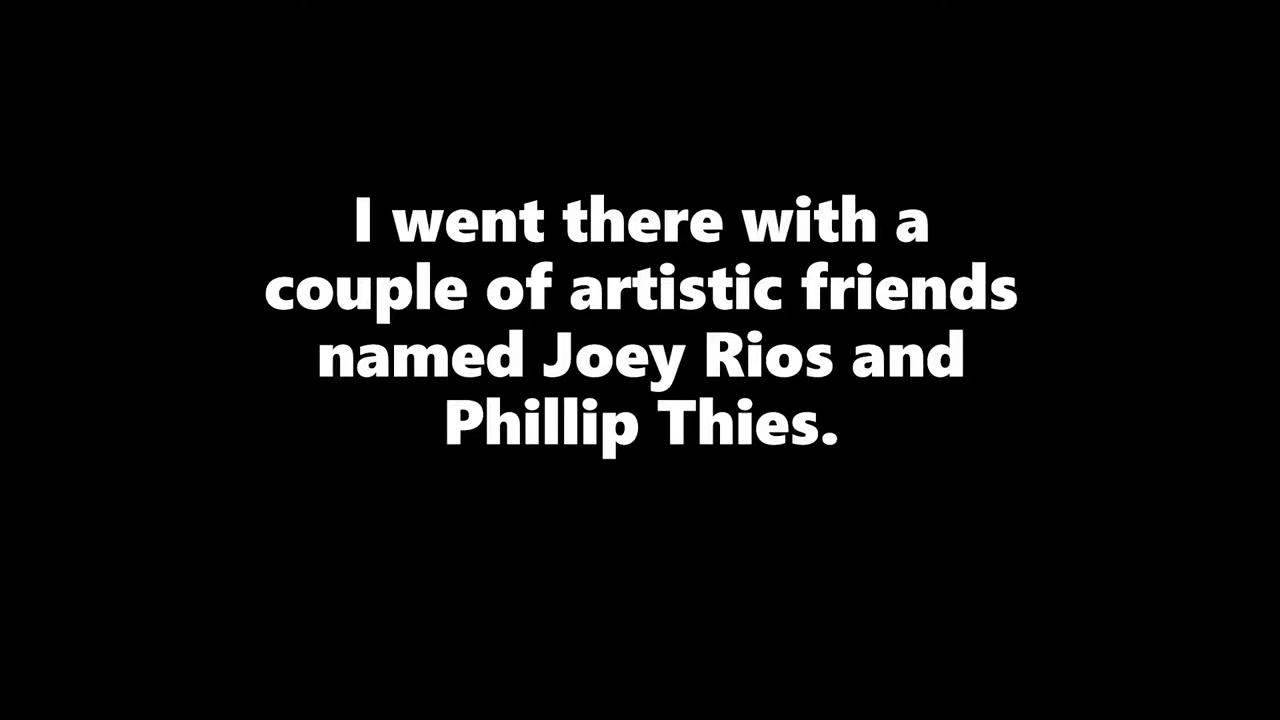 I went there with a
couple of artistic friends
named Joey Rios and
Phillip Thies.